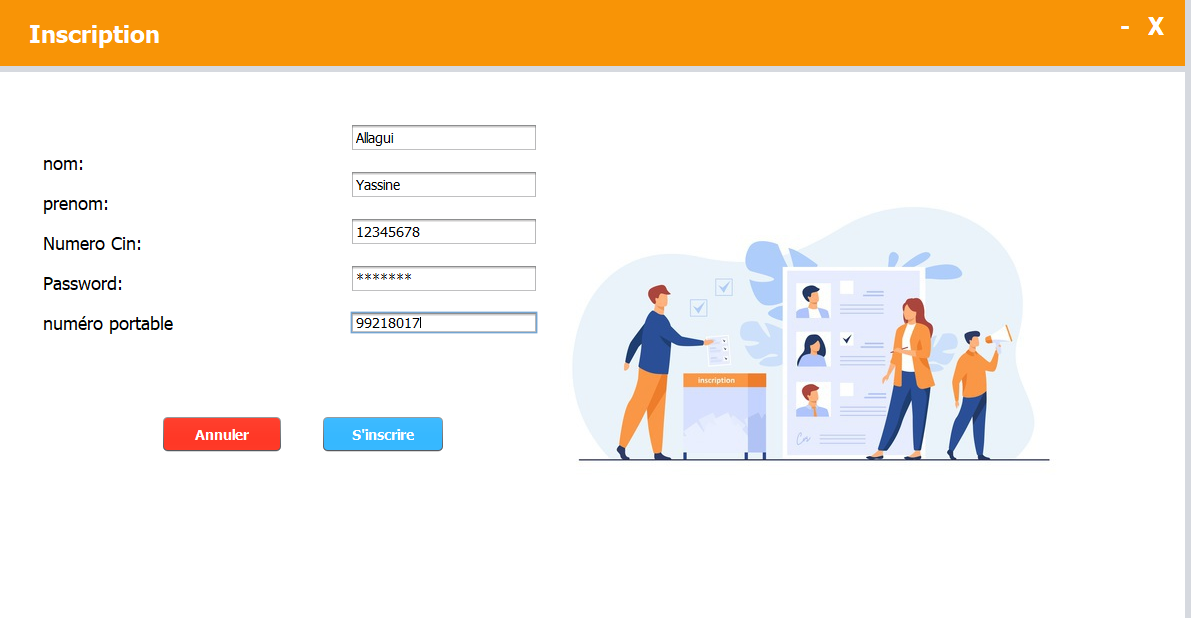 Inscription
- X
Allagui
nom:
Yassine
prenom:
12345678
Numero Cin:
*******
Password:
99218017
numéro portable
inscription
Annuler
S'inscrire